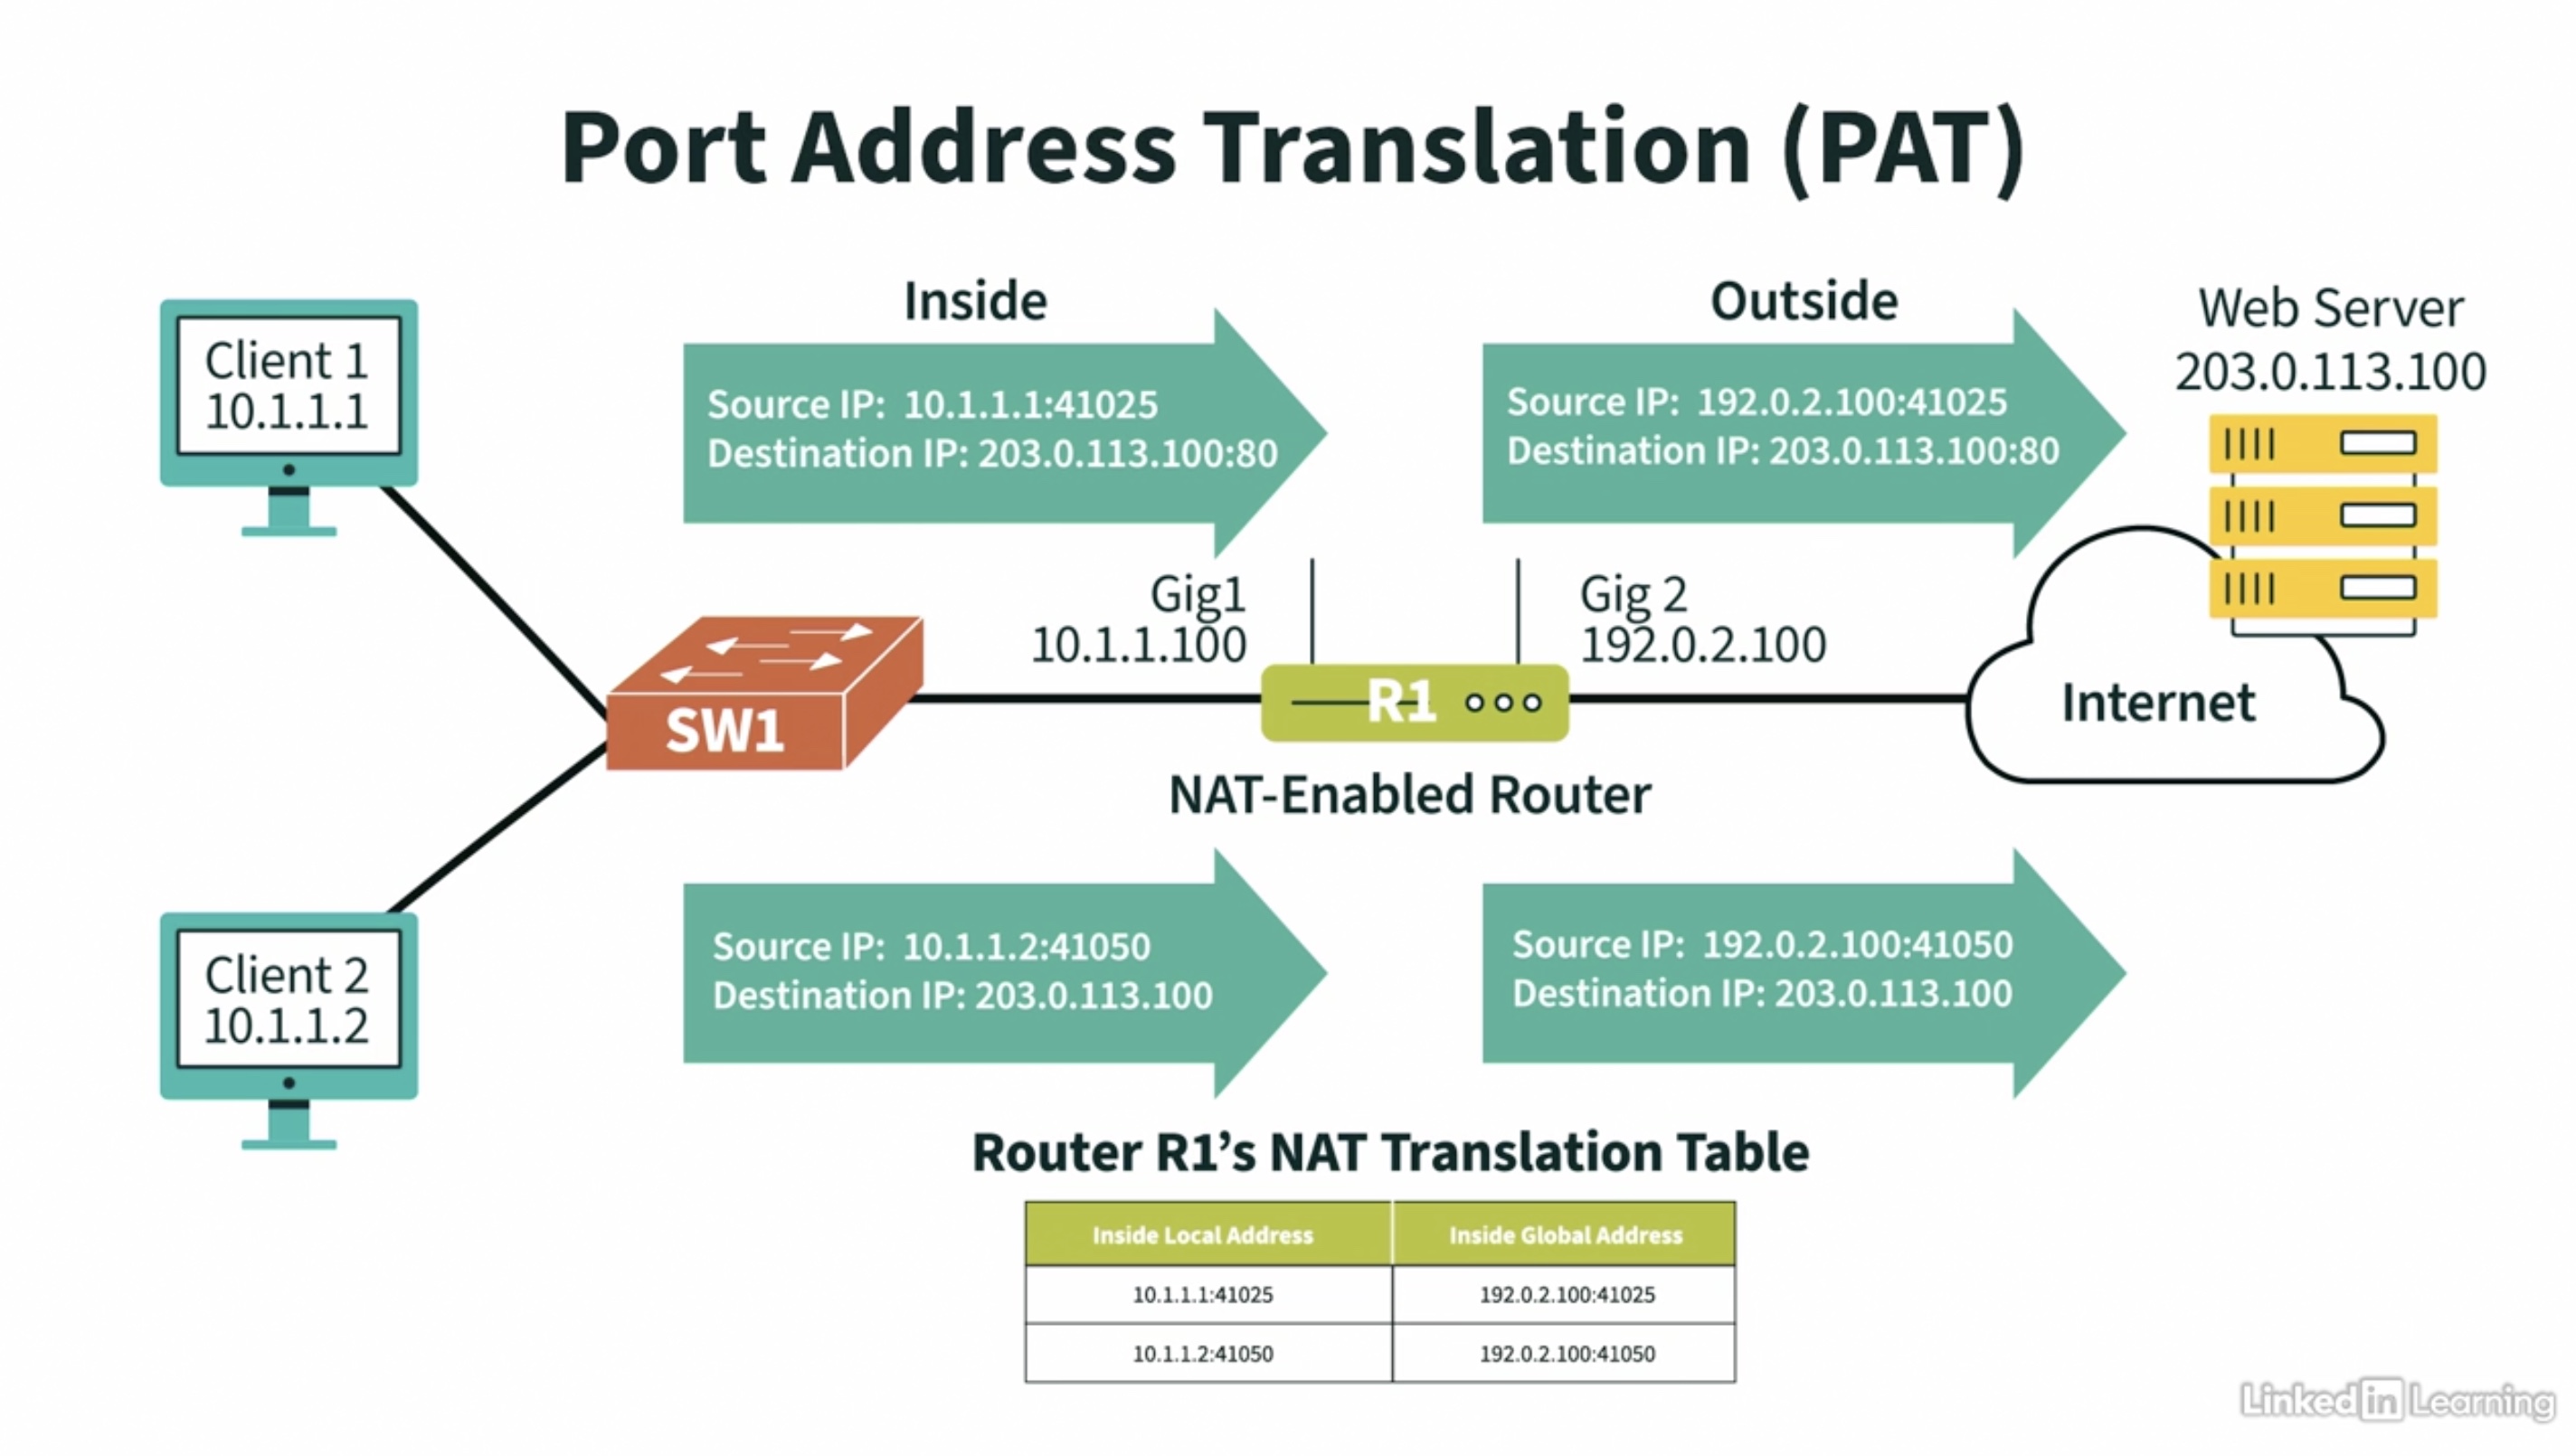 Port Address Translation (PAT)
Inside
Outside
Web Server
203.0.113.100
Client 1
10.1.1.1
Source IP: 10.1.1.1:41025
Destination IP: 203.0.113.100:80
Source IP: 192.0.2.100:41025
Destination IP: 203.0.113.100:80
Gig1
10.1.1.100
Gig 2
192.0.2.100
SW1
R1
Internet
NAT-Enabled Router
Client 2
10.1.1.2
Source IP: 10.1.1.2:41050
Destination IP: 203.0.113.100
Source IP: 192.0.2.100:41050
Destination IP: 203.0.113.100
Router R1’s NAT Translation Table
Inside Local Address Inside Global Address
10.1.1.1:41025 192.0.2.100:41025
10.1.1.2:41050 192.0.2.100:41050
Linked in Learning